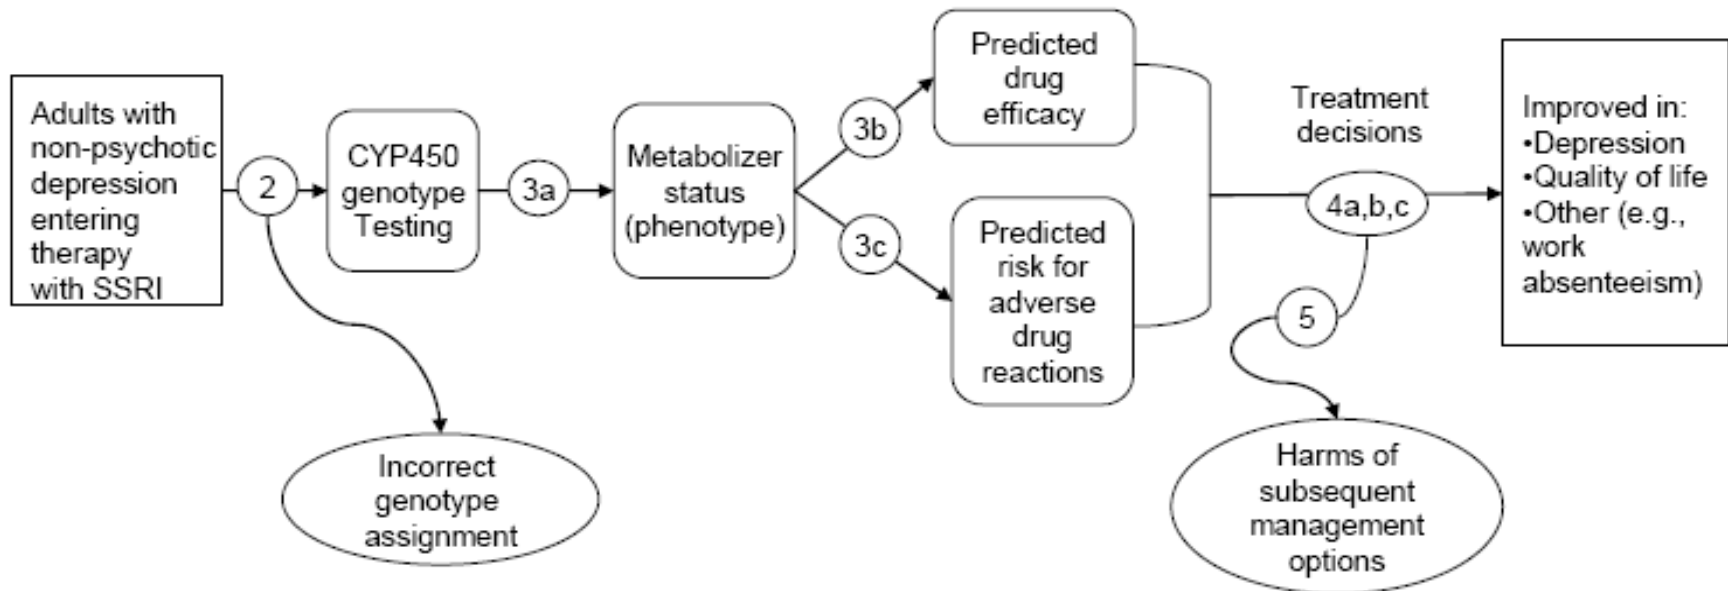 Adults with
non-psychotic
depression
entering
therapy
with SSRI
2
CYP450
genotype
Testing
3a
Metabolizer
status
(phenotype)
3b
3c
Predicted
drug
efficacy
Predicted
risk for
adverse
drug
reactions
Treatment
decisions
4a,b,c
5
Improved in:
•Depression
•Quality of life
•Other (e.g.,
work
absenteeism)
Incorrect
genotype
assignment
Harms of
subsequent
management
options